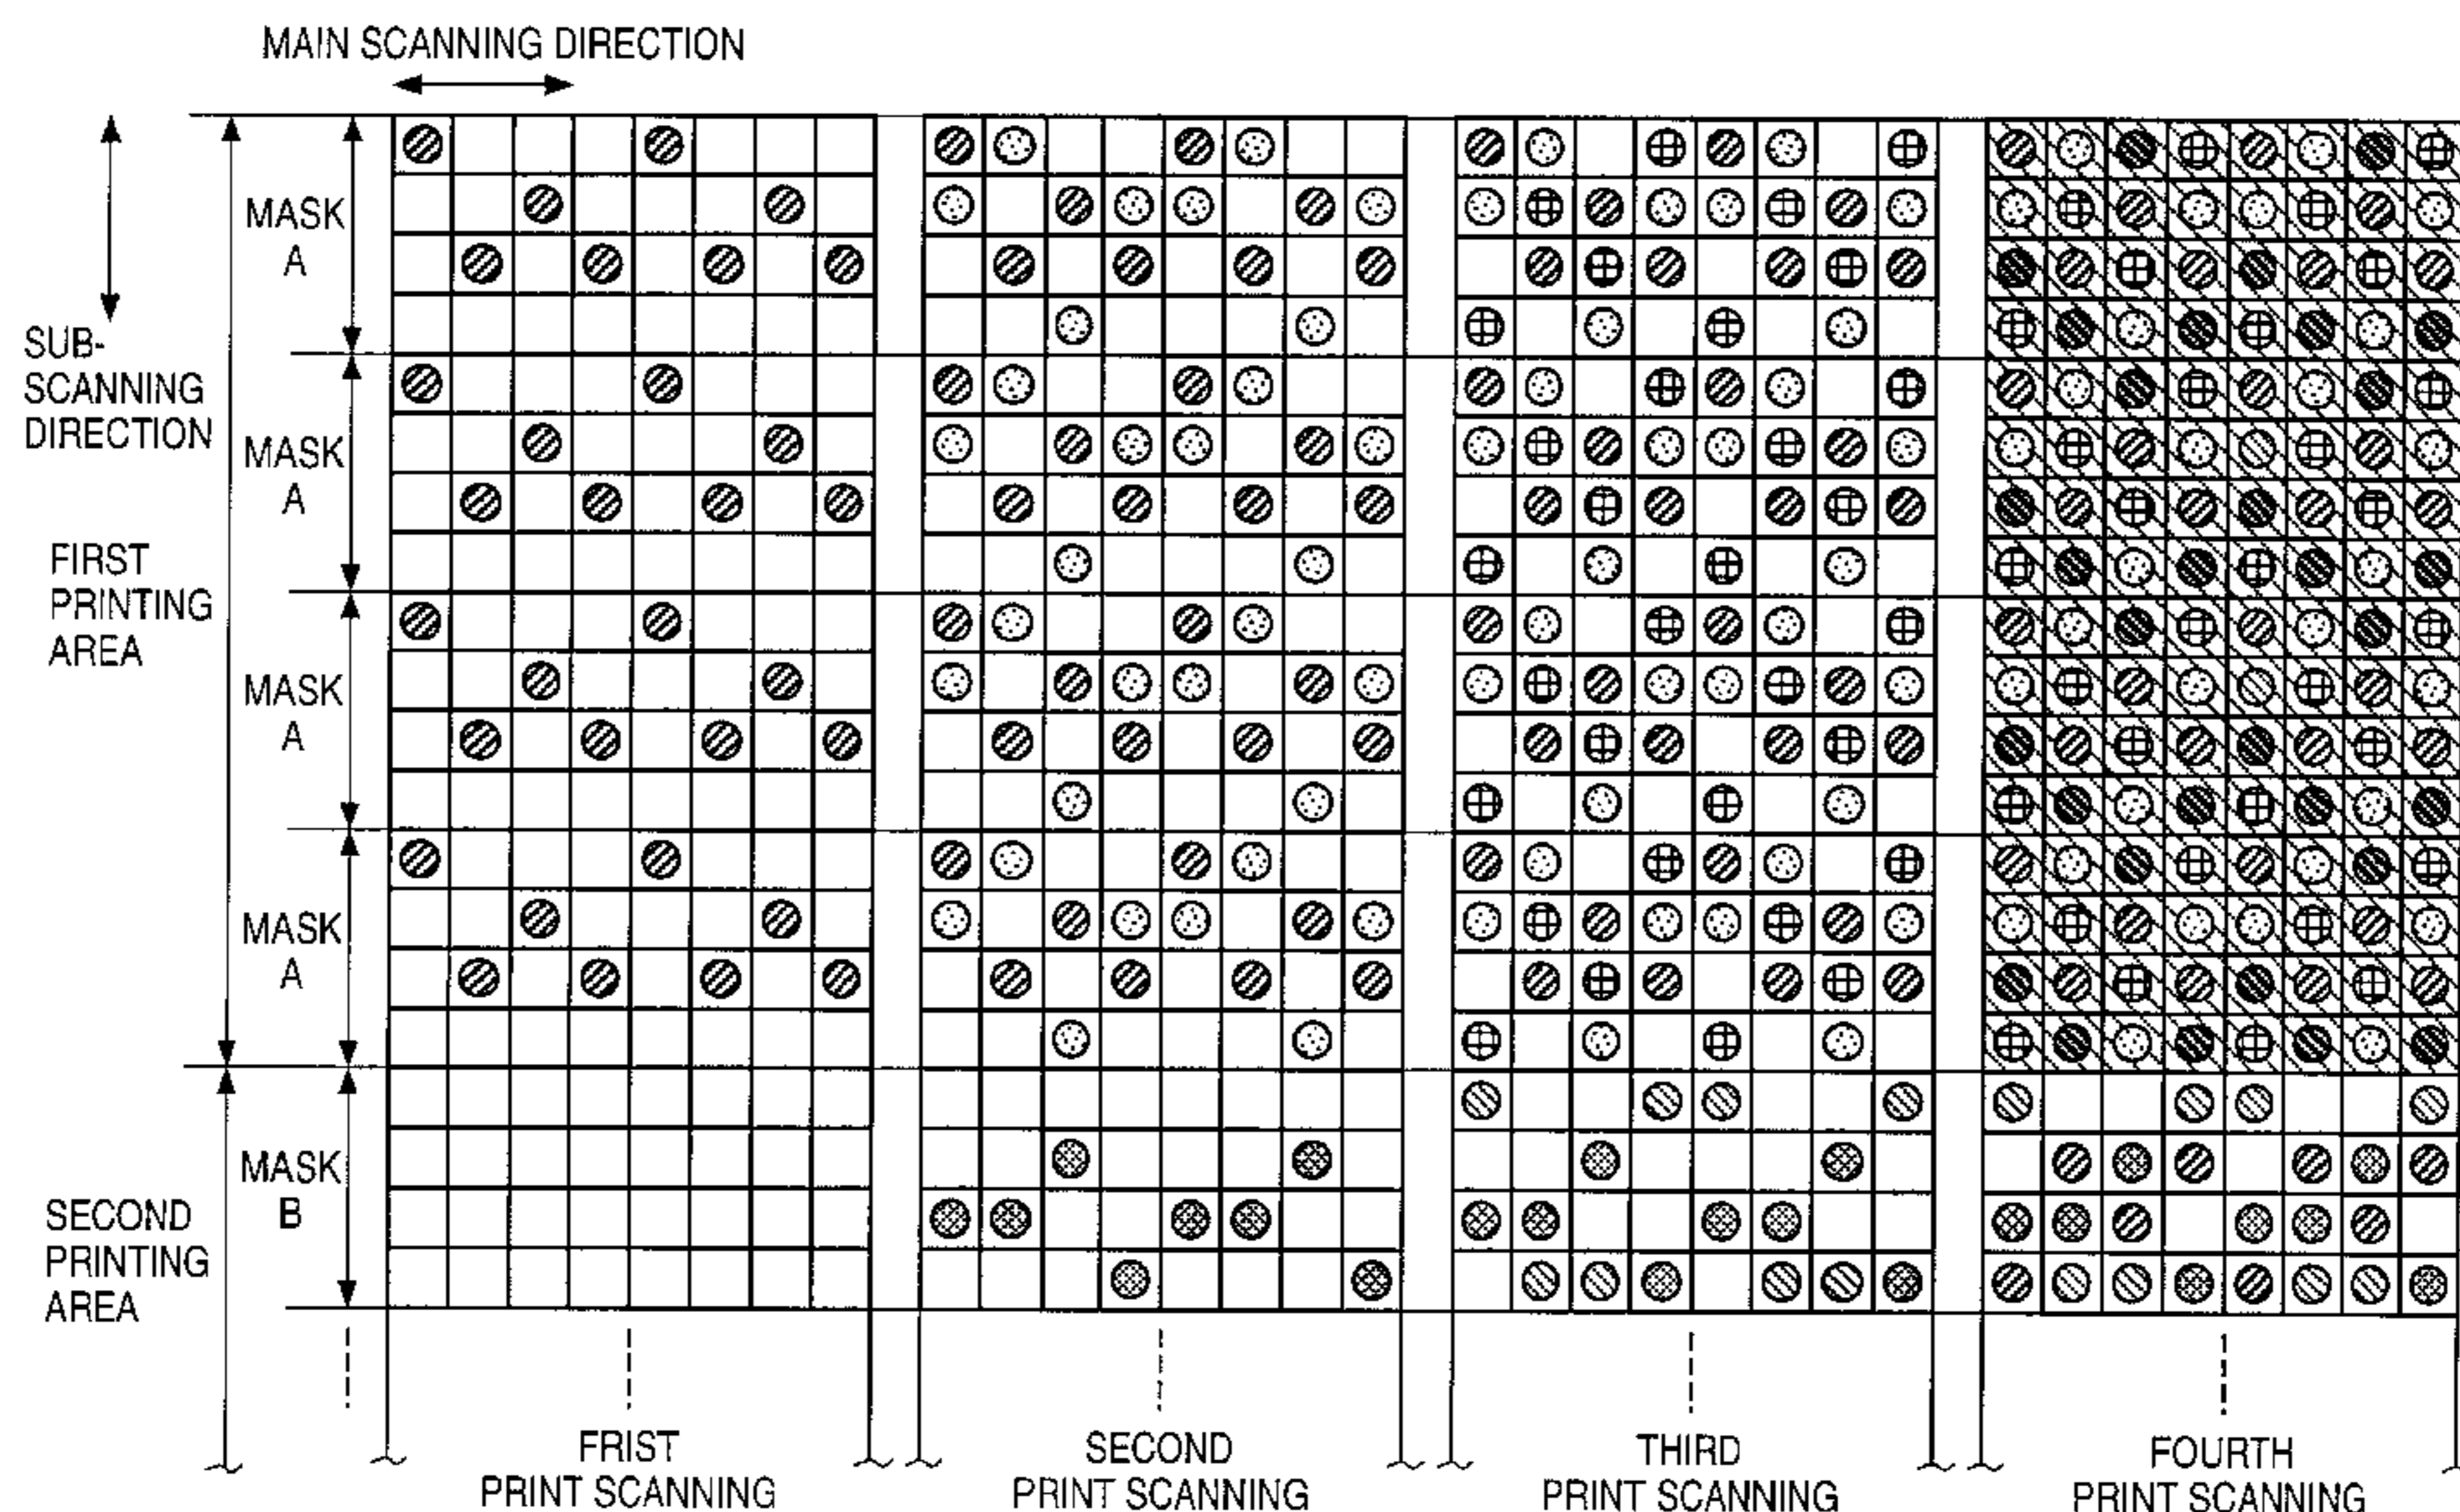 MAIN SCANNING DIRECTION
SUB-
SCANNING
DIRECTION
MASK
A
MASK
A
FIRST
PRINTING
AREA
MASK
A
MASK
A
SECOND
PRINTING
AREA
MASK
B
FRIST
PRINT SCANNING
SECOND
PRINT SCANNING
THIRD
PRINT SCANNING
FOURTH
PRINT SCANNING